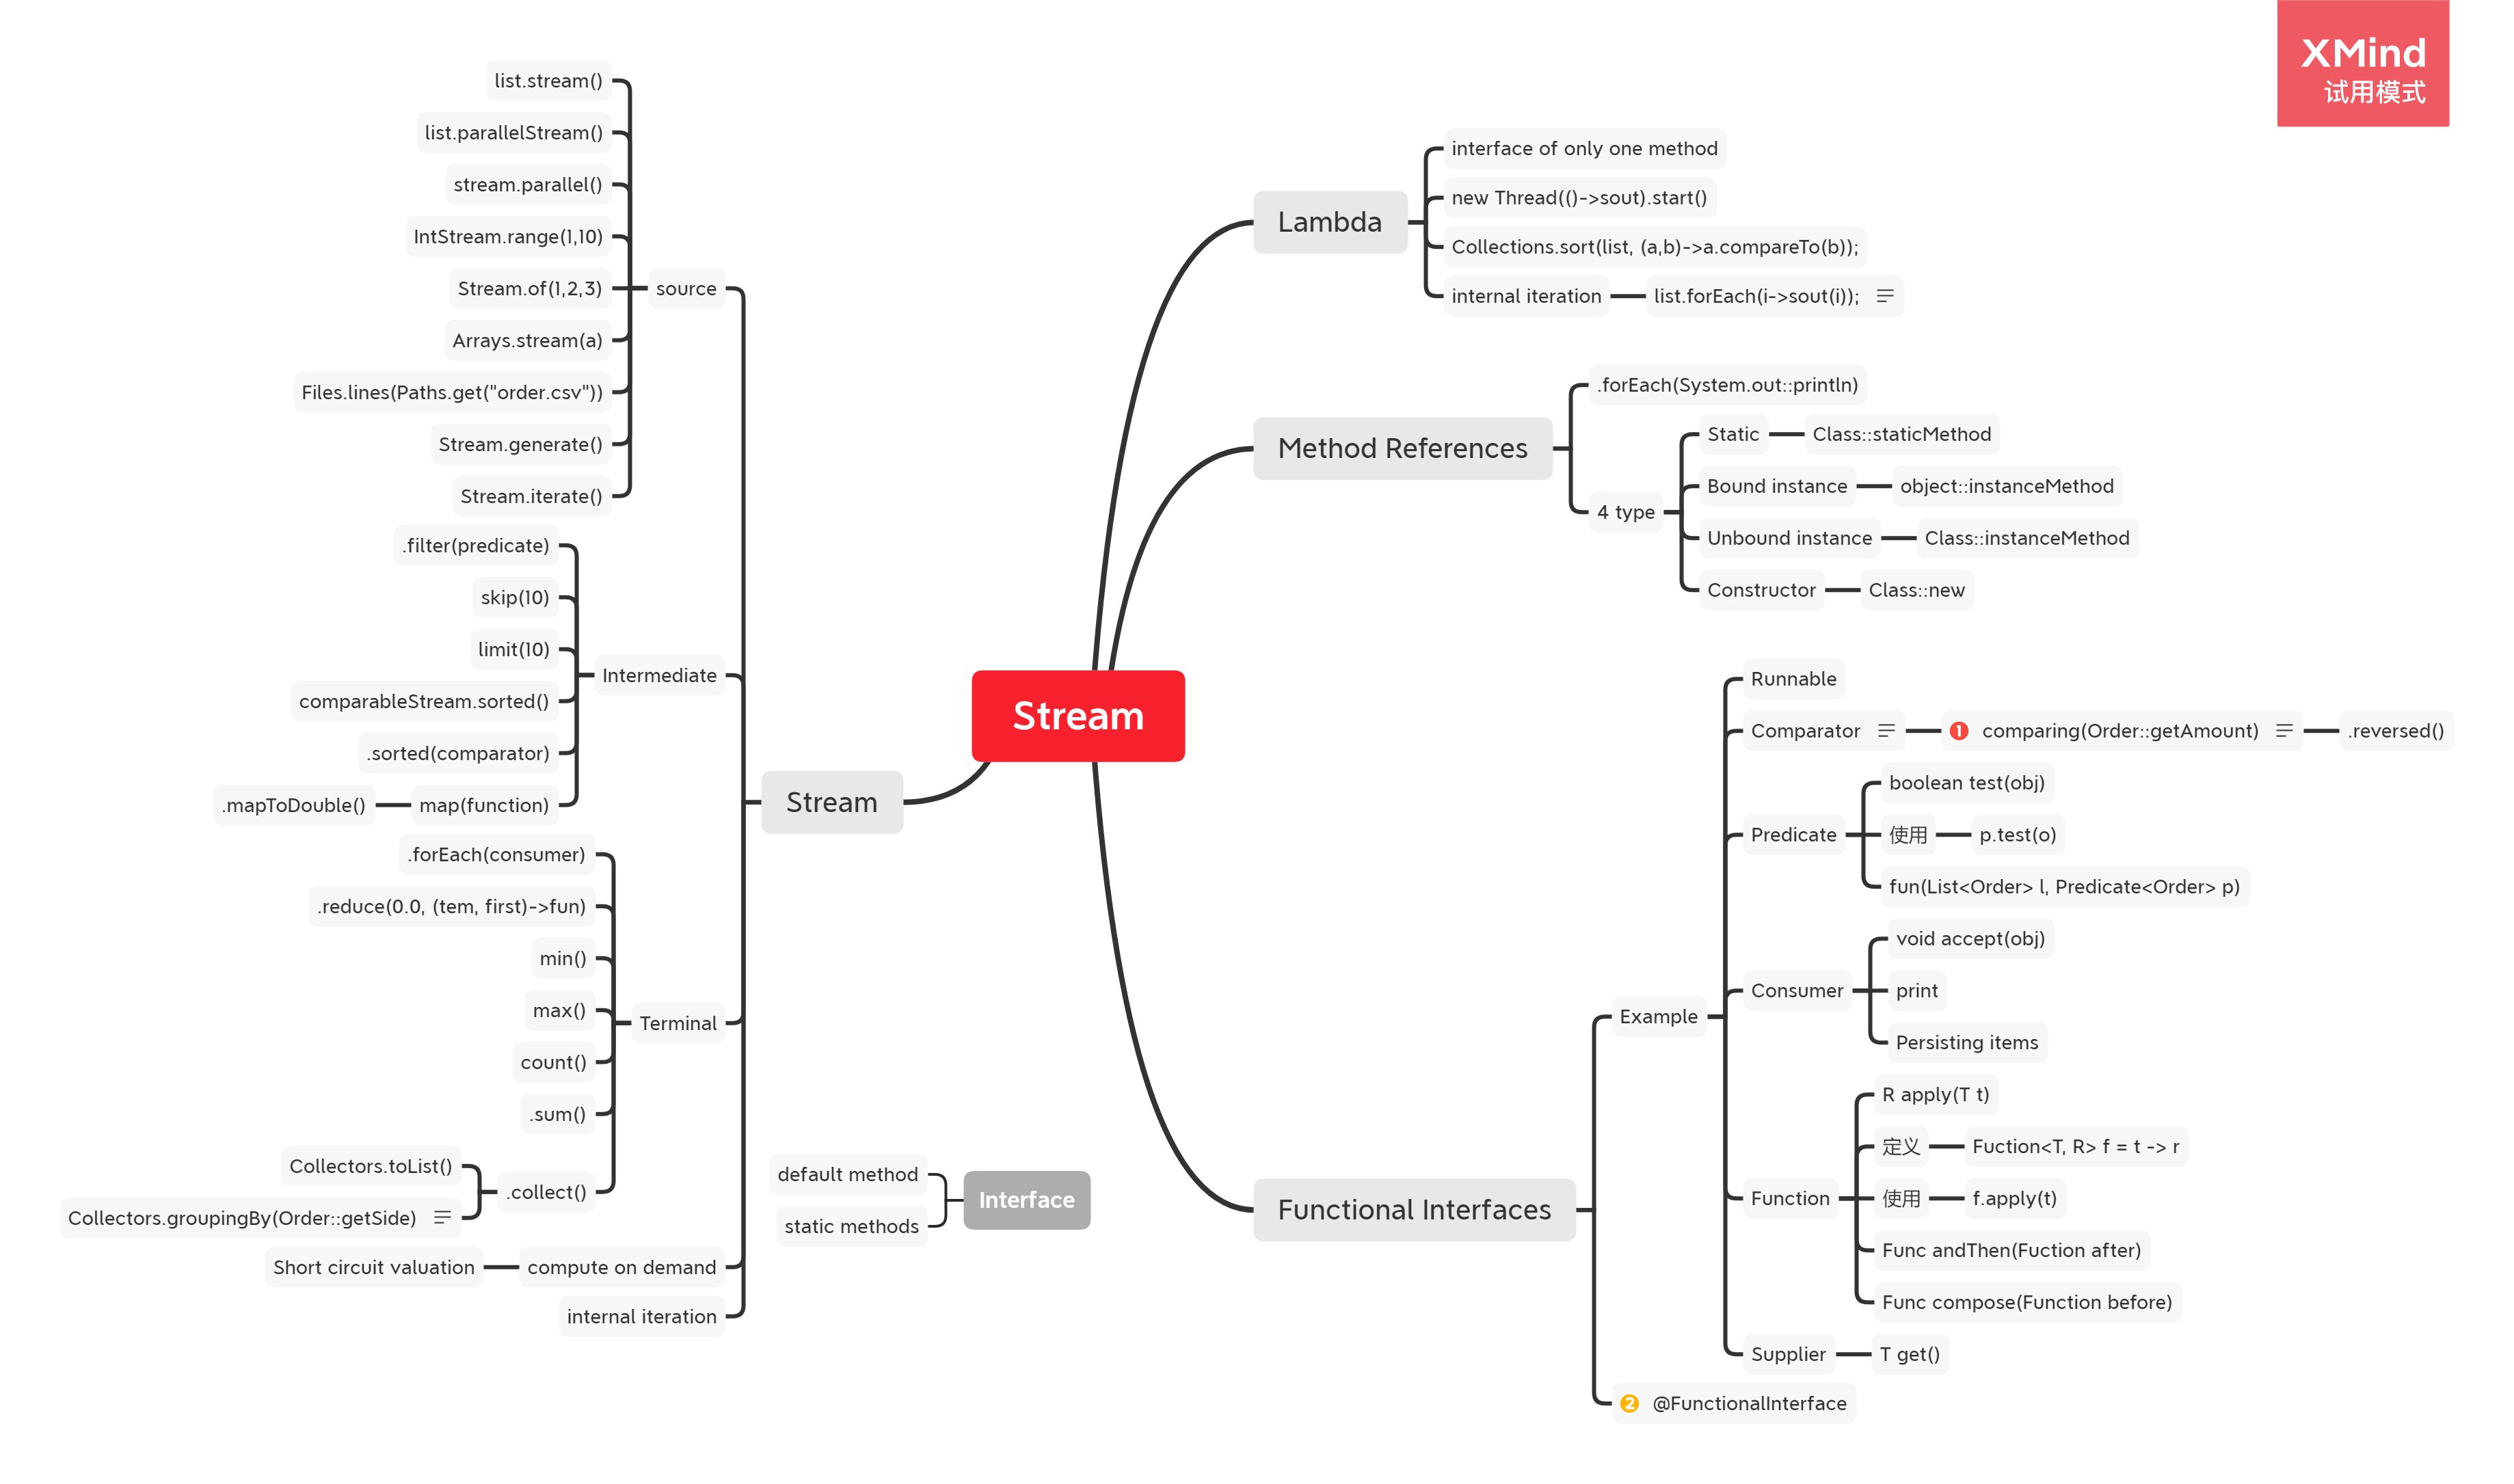 XMind
试用模式
Stream
Lambda
interface of only one method
new Thread(()->sout).start()
Collections.sort(list, (a,b)->a.compareTo(b));
internal iteration
list.forEach(i->sout(i));
Method References
.forEach(System.out::println)
4 type
Static
Class::staticMethod
Bound instance
object::instanceMethod
Unbound instance
Class::instanceMethod
Constructor
Class::new
Functional Interfaces
Example
Runnable
Comparator
1 comparing(Order::getAmount)
.reversed()
Predicate
boolean test(obj)
使用
p.test(o)
fun(List<Order> l, Predicate<Order> p)
Consumer
void accept(obj)
print
Persisting items
Function
R apply(T t)
定义
Fuction<T, R> f = t -> r
使用
f.apply(t)
Func andThen(Fuction after)
Func compose(Function before)
Supplier
T get()
2 @FunctionalInterface
Stream
source
list.stream()
list.parallelStream()
stream.parallel()
IntStream.range(1,10)
Stream.of(1,2,3)
Arrays.stream(a)
Files.lines(Paths.get("order.csv"))
Stream.generate()
Stream.iterate()
Intermediate
.filter(predicate)
skip(10)
limit(10)
comparableStream.sorted()
.sorted(comparator)
map(function)
.mapToDouble()
Terminal
.forEach(consumer)
.reduce(0.0, (tem, first)->fun)
min()
max()
count()
.sum()
.collect()
Collectors.toList()
Collectors.groupingBy(Order::getSide)
compute on demand
Short circuit valuation
internal iteration
Interface
default method
static methods